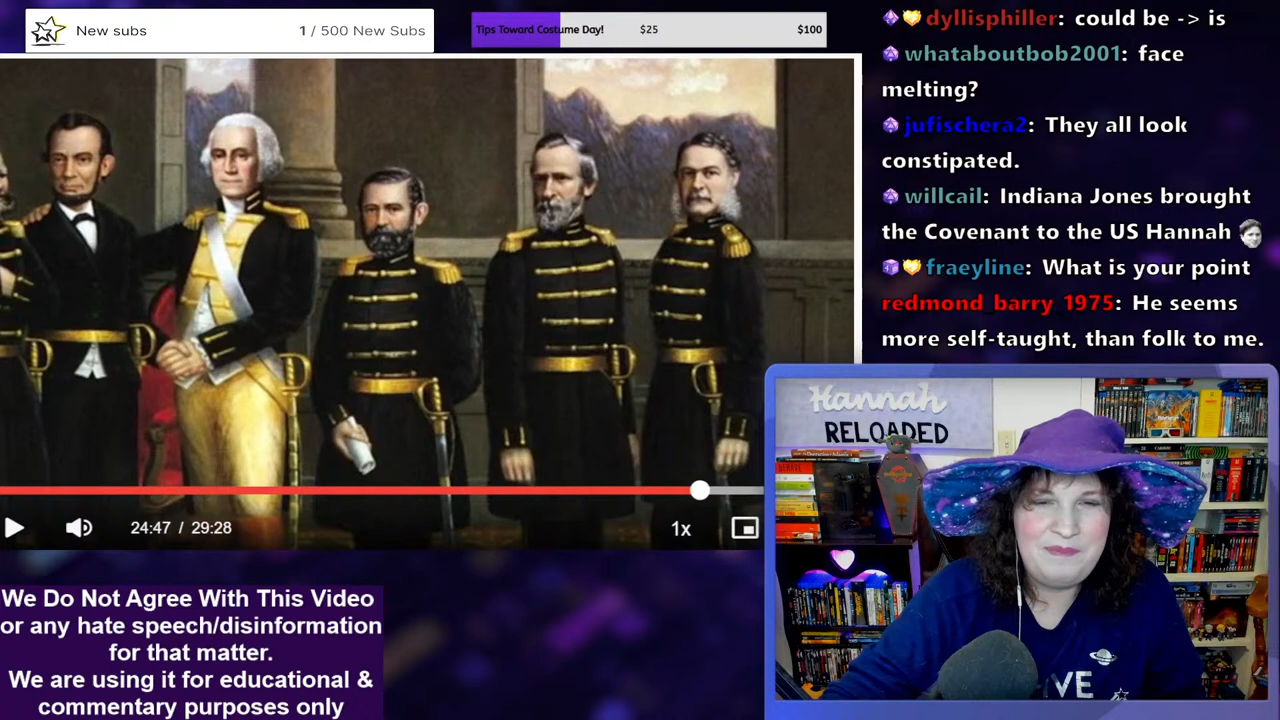 New subs
1 / 500 New Subs
Tips Toward Costume Day!
$25
$100
dyllisphiller: could be -> is
whataboutbob2001: face
melting?
jufischera2: They all look
constipated.
willcail: Indiana Jones brought
the Covenant to the US Hannah
fraeyline: What is your point
redmond_barry_1975: He seems
more self-taught, than folk to me.
24:47 / 29:28
1x
Hannah
RELOADED
We Do Not Agree With This Video
or any hate speech/disinformation
for that matter.
We are using it for educational &
commentary purposes only